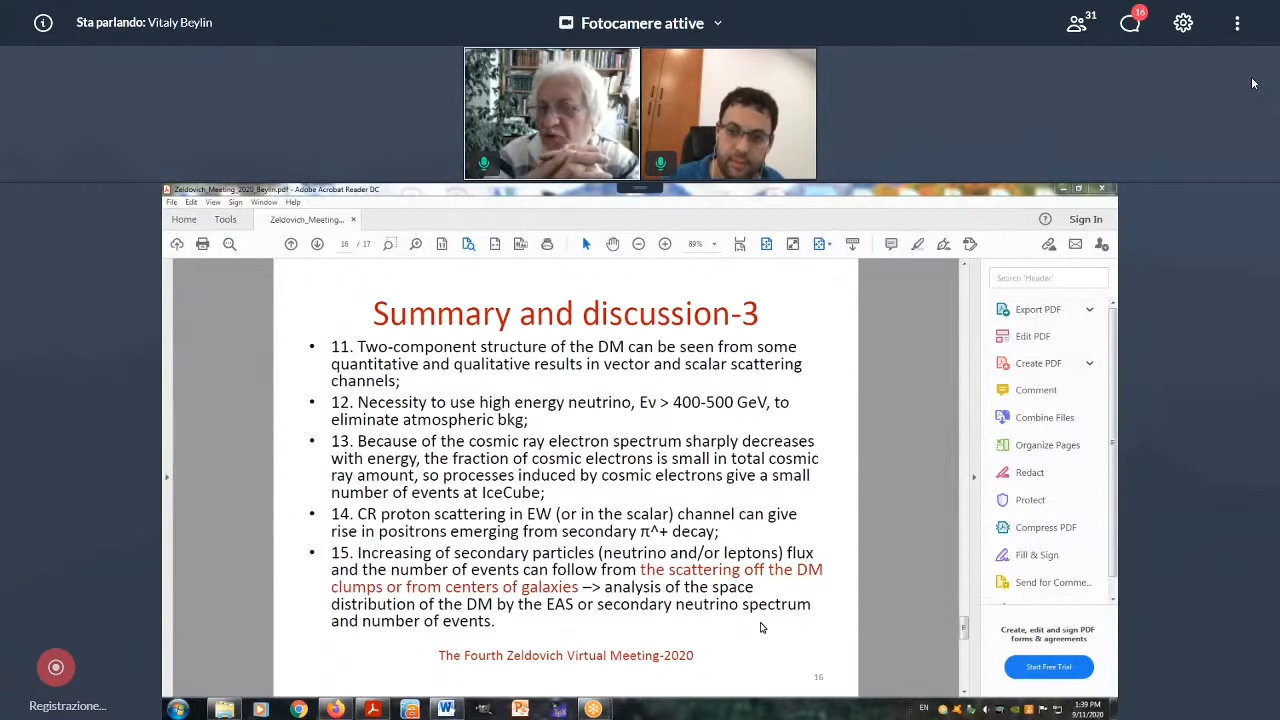 Sta parlando: Vitaly Beylin
Fotocamere attive
31
16
Zeldovich_Meeting_2020_Beylin.pdf - Adobe Acrobat Reader DC
File Edit View Sign Window Help
Home Tools Zeldovich_Meeting... × Sign In
16 / 17 89%
Search 'Header'
Export PDF
Edit PDF
Create PDF
Comment
Combine Files
Organize Pages
Redact
Protect
Compress PDF
Fill & Sign
Send for Comme...
Create, edit and sign PDF
forms & agreements
Start Free Trial
Summary and discussion-3
• 11. Two-component structure of the DM can be seen from some
quantitative and qualitative results in vector and scalar scattering
channels;
• 12. Necessity to use high energy neutrino, Eν > 400-500 GeV, to
eliminate atmospheric bkg;
• 13. Because of the cosmic ray electron spectrum sharply decreases
with energy, the fraction of cosmic electrons is small in total cosmic
ray amount, so processes induced by cosmic electrons give a small
number of events at IceCube;
• 14. CR proton scattering in EW (or in the scalar) channel can give
rise in positrons emerging from secondary π^+ decay;
• 15. Increasing of secondary particles (neutrino and/or leptons) flux
and the number of events can follow from the scattering off the DM
clumps or from centers of galaxies –> analysis of the space
distribution of the DM by the EAS or secondary neutrino spectrum
and number of events.
The Fourth Zeldovich Virtual Meeting-2020
16
Registrazione...
EN 1:39 PM
9/11/2020